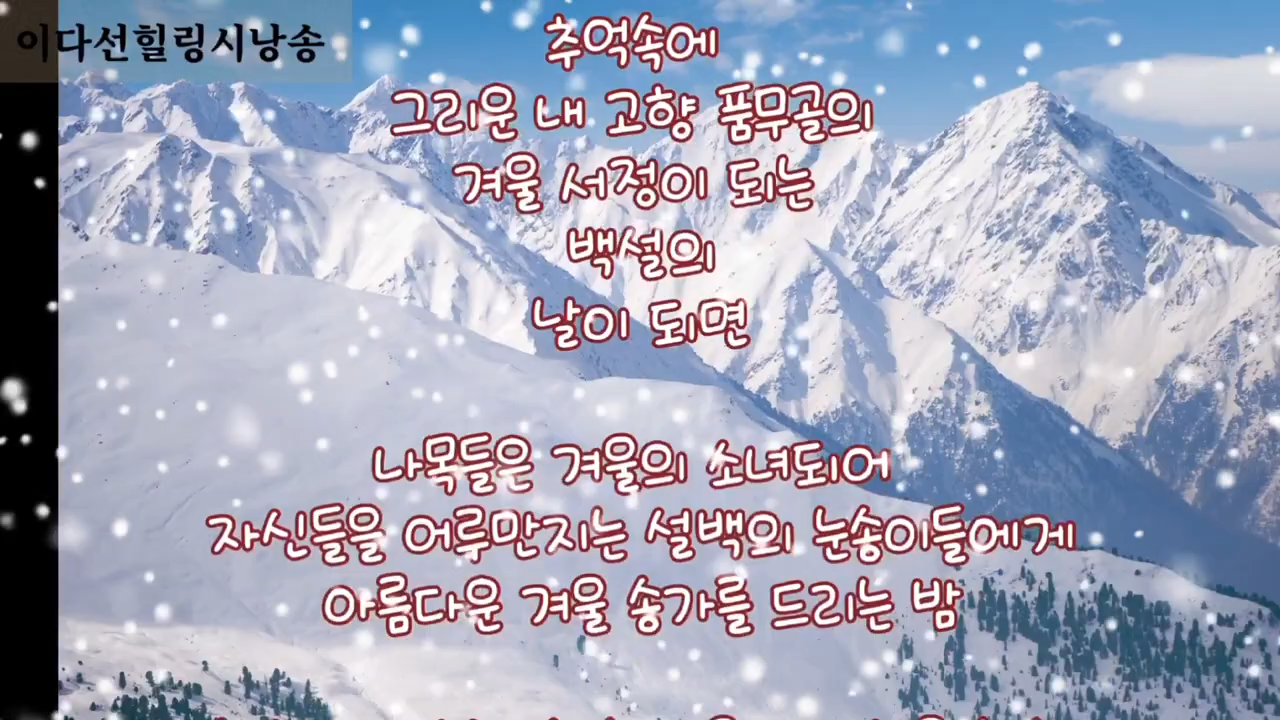 이다선힐링시낭송
추억속에
그리운 내 고향 풍무골의
겨울 서정이 되는
백설의
날이 되면
나목들은 겨울의 소녀되어
자신들을 어루만지는 설백의 눈송이들에게
아름다운 겨울 송가를 드리는 밤